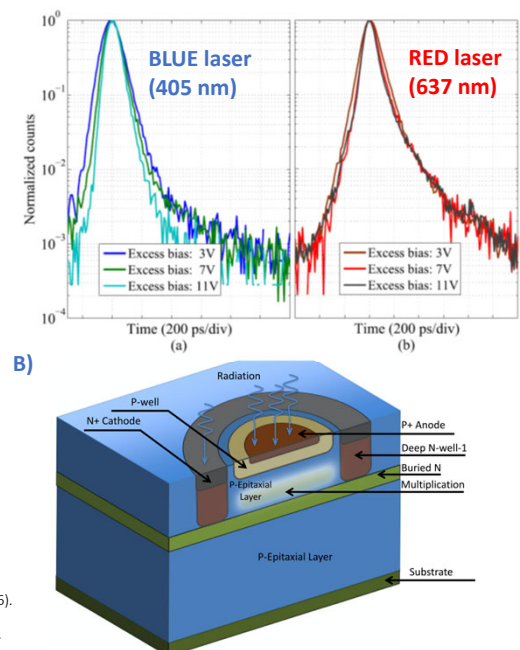 BLUE laser
(405 nm)
RED laser
(637 nm)
Normalized counts
10^0
10^-1
10^-2
10^-3
10^-4
Excess bias: 3V
Excess bias: 7V
Excess bias: 11V
Excess bias: 3V
Excess bias: 7V
Excess bias: 11V
Time (200 ps/div)
(a)
Time (200 ps/div)
(b)
B)
Radiation
P-well
N+ Cathode
P+ Anode
Deep N-well-1
Buried N
P-Epitaxial
Layer
Multiplication
P-Epitaxial Layer
Substrate